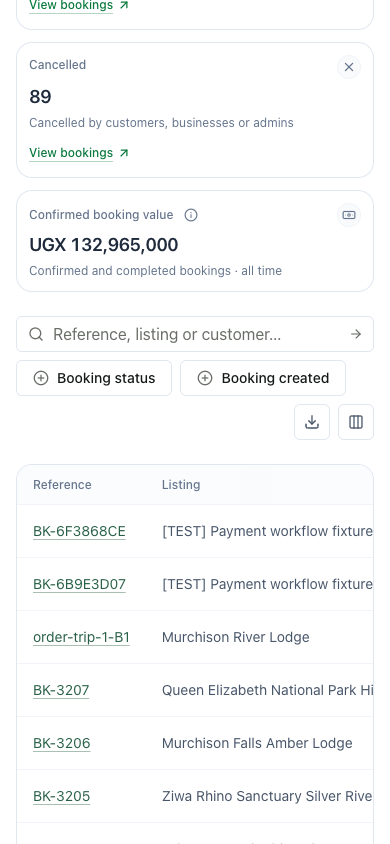 View bookings
Cancelled
89
Cancelled by customers, businesses or admins
View bookings
Confirmed booking value
UGX 132,965,000
Confirmed and completed bookings · all time
Reference, listing or customer...
Booking status
Booking created
Reference Listing
BK-6F3868CE [TEST] Payment workflow fixture
BK-6B9E3D07 [TEST] Payment workflow fixture
order-trip-1-B1 Murchison River Lodge
BK-3207 Queen Elizabeth National Park Hi
BK-3206 Murchison Falls Amber Lodge
BK-3205 Ziwa Rhino Sanctuary Silver Rive